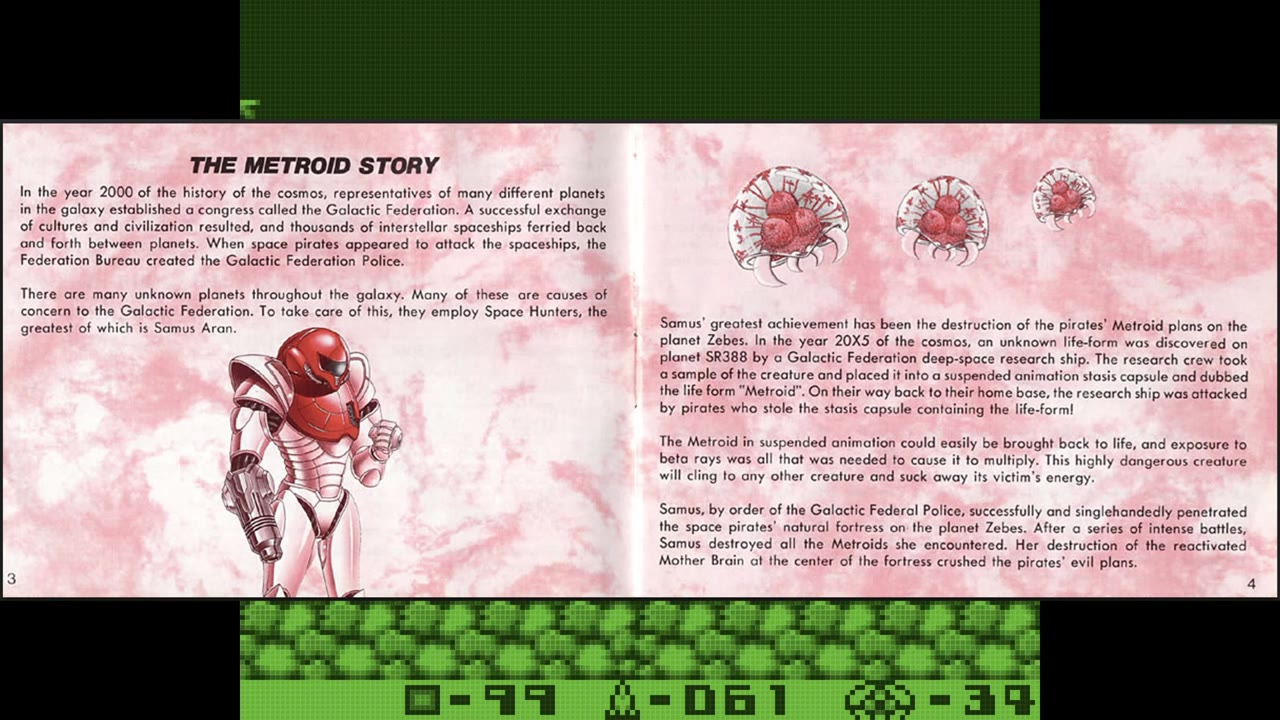 THE METROID STORY
In the year 2000 of the history of the cosmos, representatives of many different planets
in the galaxy established a congress called the Galactic Federation. A successful exchange
of cultures and civilization resulted, and thousands of interstellar spaceships ferried back
and forth between planets. When space pirates appeared to attack the spaceships, the
Federation Bureau created the Galactic Federation Police.
There are many unknown planets throughout the galaxy. Many of these are causes of
concern to the Galactic Federation. To take care of this, they employ Space Hunters, the
greatest of which is Samus Aran.
3
Samus' greatest achievement has been the destruction of the pirates' Metroid plans on the
planet Zebes. In the year 20X5 of the cosmos, an unknown life-form was discovered on
planet SR388 by a Galactic Federation deep-space research ship. The research crew took
a sample of the creature and placed it into a suspended animation stasis capsule and dubbed
the life form "Metroid". On their way back to their home base, the research ship was attacked
by pirates who stole the stasis capsule containing the life-form!
The Metroid in suspended animation could easily be brought back to life, and exposure to
beta rays was all that was needed to cause it to multiply. This highly dangerous creature
will cling to any other creature and suck away its victim's energy.
Samus, by order of the Galactic Federal Police, successfully and singlehandedly penetrated
the space pirates' natural fortress on the planet Zebes. After a series of intense battles,
Samus destroyed all the Metroids she encountered. Her destruction of the reactivated
Mother Brain at the center of the fortress crushed the pirates' evil plans.
4
-99 -061 -39